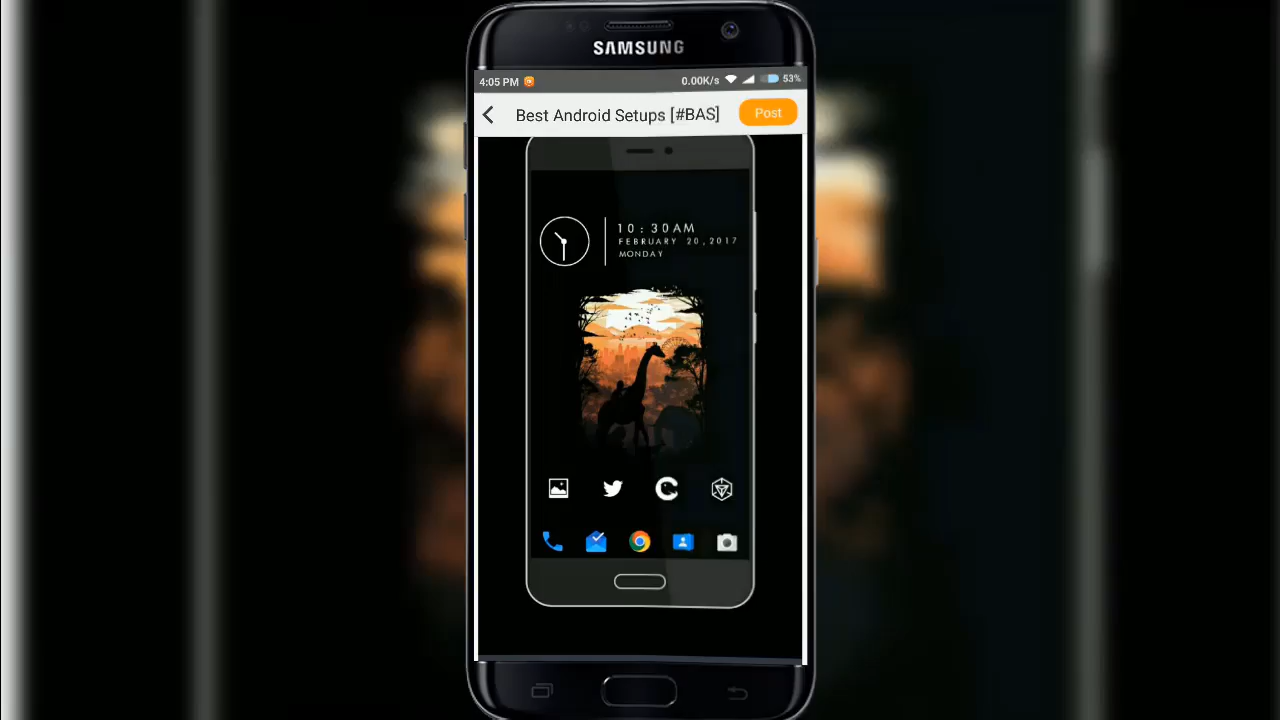 SAMSUNG
4:05 PM 0.00K/s 53%
Best Android Setups [#BAS] Post
10:30AM
FEBRUARY 20,2017
MONDAY